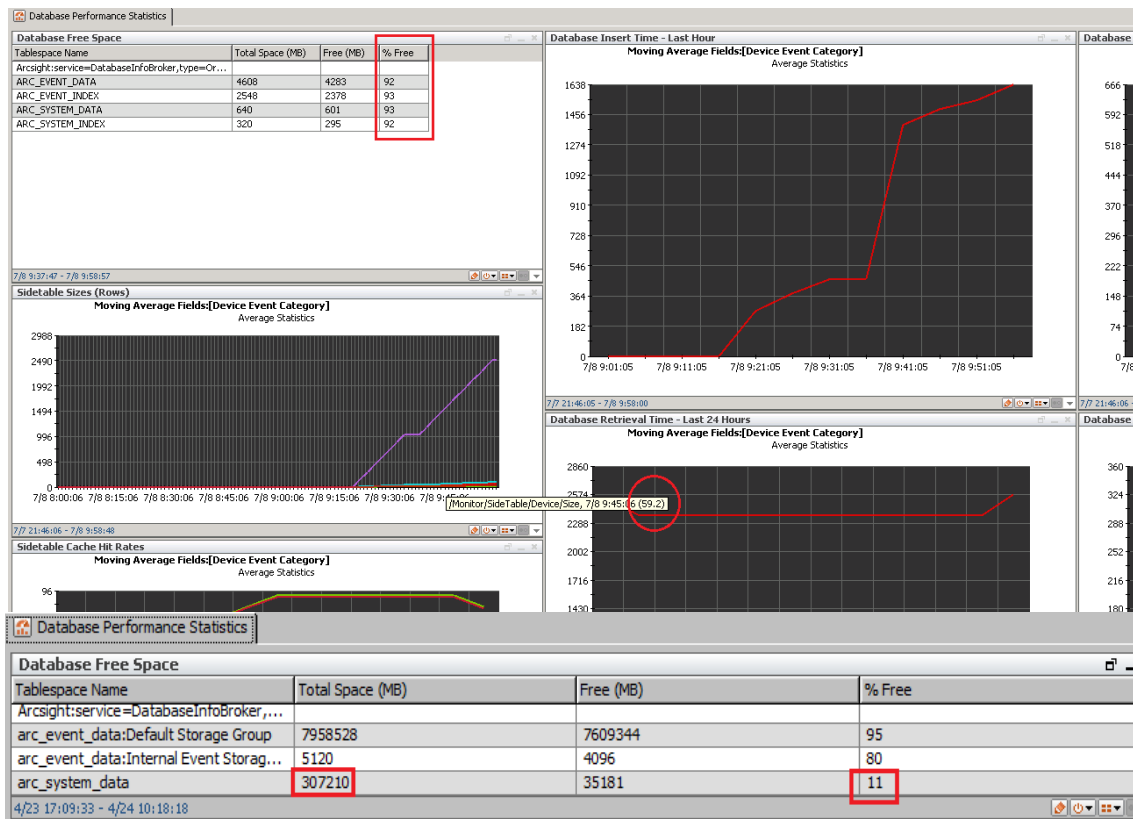 Database Performance Statistics
Database Free Space
Tablespace Name Total Space (MB) Free (MB) % Free
Arcsight:service=DatabaseInfoBroker,type=Or...
ARC_EVENT_DATA 4608 4283 92
ARC_EVENT_INDEX 2548 2378 93
ARC_SYSTEM_DATA 640 601 93
ARC_SYSTEM_INDEX 320 295 92
7/8 9:37:47 - 7/8 9:58:57
Sidetable Sizes (Rows)
Moving Average Fields:[Device Event Category]
Average Statistics
2988
2490
1992
1494
996
498
0
7/8 8:00:06 7/8 8:15:06 7/8 8:30:06 7/8 8:45:06 7/8 9:00:06 7/8 9:15:06 7/8 9:30:06 7/8 9:45:06
/Monitor/SideTable/Device/Size, 7/8 9:45:06 (59.2)
7/7 21:46:06 - 7/8 9:58:48
Sidetable Cache Hit Rates
Moving Average Fields:[Device Event Category]
Average Statistics
96
Database Insert Time - Last Hour
Moving Average Fields:[Device Event Category]
Average Statistics
1638
1456
1274
1092
910
728
546
364
182
0
7/8 9:01:05 7/8 9:11:05 7/8 9:21:05 7/8 9:31:05 7/8 9:41:05 7/8 9:51:05
7/7 21:46:05 - 7/8 9:58:00
Database Retrieval Time - Last 24 Hours
Moving Average Fields:[Device Event Category]
Average Statistics
2860
2574
2288
2002
1716
1430
Database
666
592
518
444
370
296
222
148
74
0
7/8
7/7 21:46:06 -
Database
360
324
288
252
216
180
Database Performance Statistics
Database Free Space
Tablespace Name Total Space (MB) Free (MB) % Free
Arcsight:service=DatabaseInfoBroker,...
arc_event_data:Default Storage Group 7958528 7609344 95
arc_event_data:Internal Event Storag... 5120 4096 80
arc_system_data 307210 35181 11
4/23 17:09:33 - 4/24 10:18:18